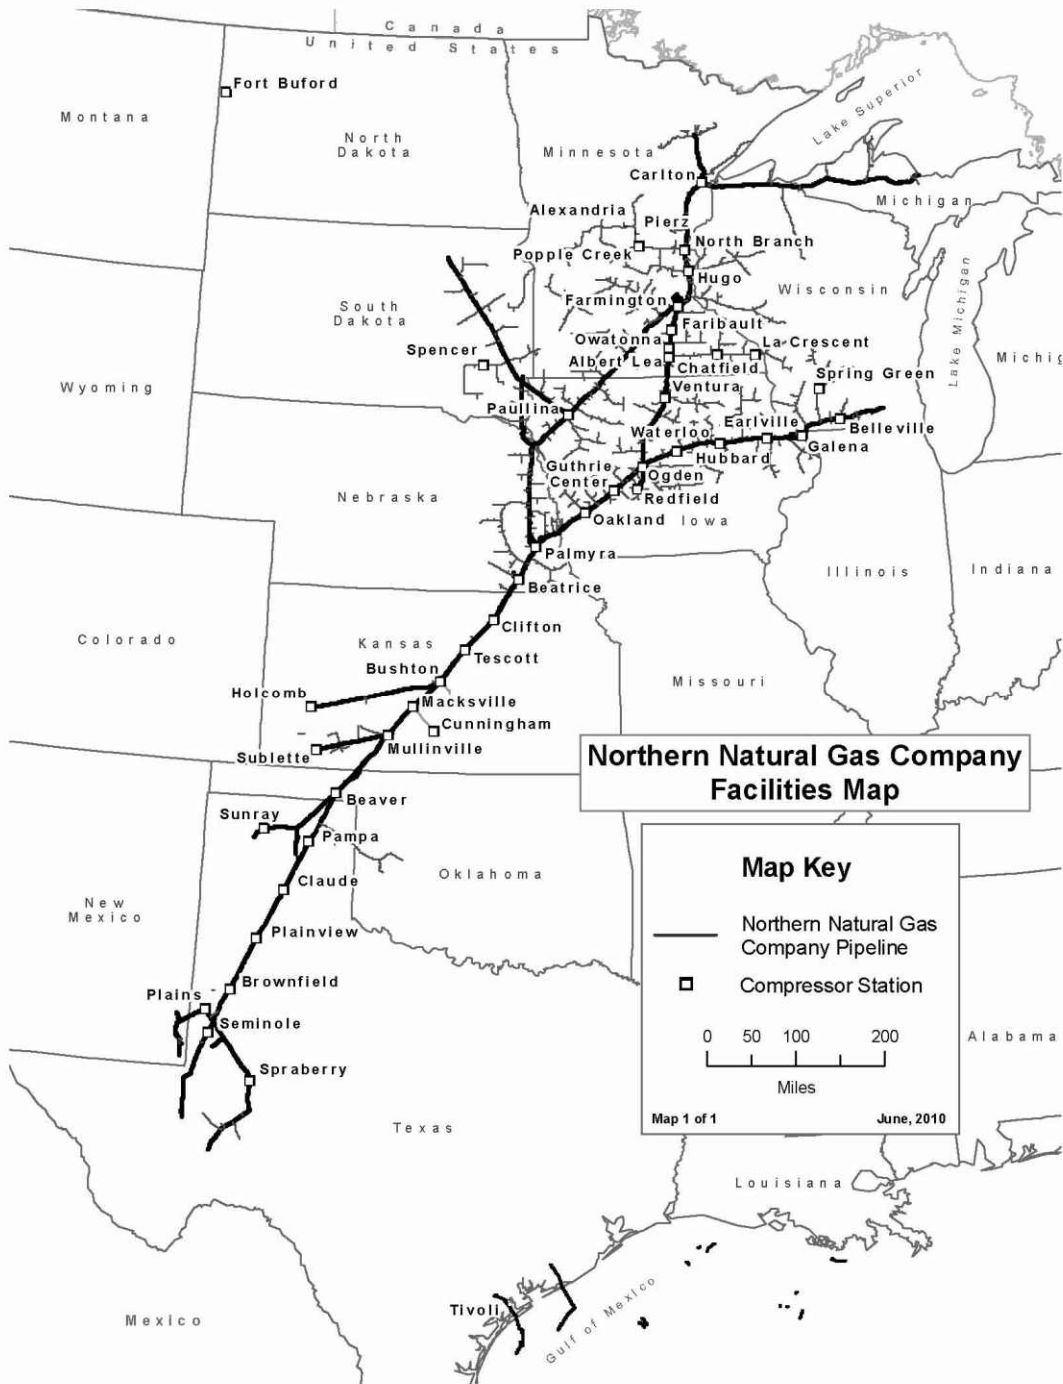 Canada
United States
Fort Buford
Montana
North
Dakota
Minnesota
Lake Superior
Carlton
Michigan
Alexandria
Pierz
North Branch
Popple Creek
Hugo
Wisconsin
Lake Michigan
South
Dakota
Farmington
Faribault
Owatonna
La Crescent
Spencer
Albert Lea
Chatfield
Michig
Wyoming
Spring Green
Ventura
Paullina
Earlville
Waterloo
Belleville
Galena
Hubbard
Guthrie
Center
Ogden
Redfield
Nebraska
Oakland
Iowa
Palmyra
Illinois
Indiana
Beatrice
Clifton
Colorado
Kansas
Tescott
Bushton
Missouri
Holcomb
Macksville
Cunningham
Mullinville
Sublette
Northern Natural Gas Company
Facilities Map
Beaver
Sunray
Pampa
Map Key
Oklahoma
Claude
New
Mexico
Northern Natural Gas
Company Pipeline
Plainview
Brownfield
Compressor Station
Plains
Seminole
0 50 100 200
Alabama
Spraberry
Miles
Map 1 of 1
June, 2010
Texas
Louisiana
Tivoli
Gulf of Mexico
Mexico